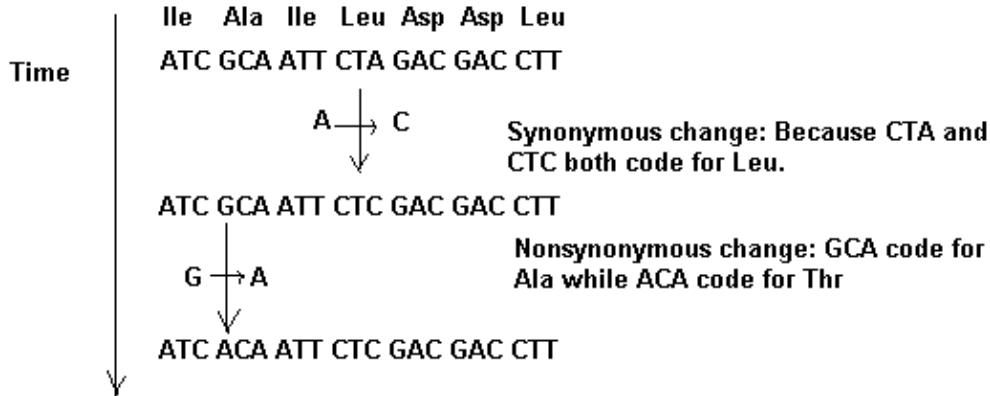 Ile Ala Ile Leu Asp Asp Leu
ATC GCA ATT CTA GAC GAC CTT
Time
A C
Synonymous change: Because CTA and
CTC both code for Leu.
ATC GCA ATT CTC GAC GAC CTT
Nonsynonymous change: GCA code for
Ala while ACA code for Thr
G A
ATC ACA ATT CTC GAC GAC CTT